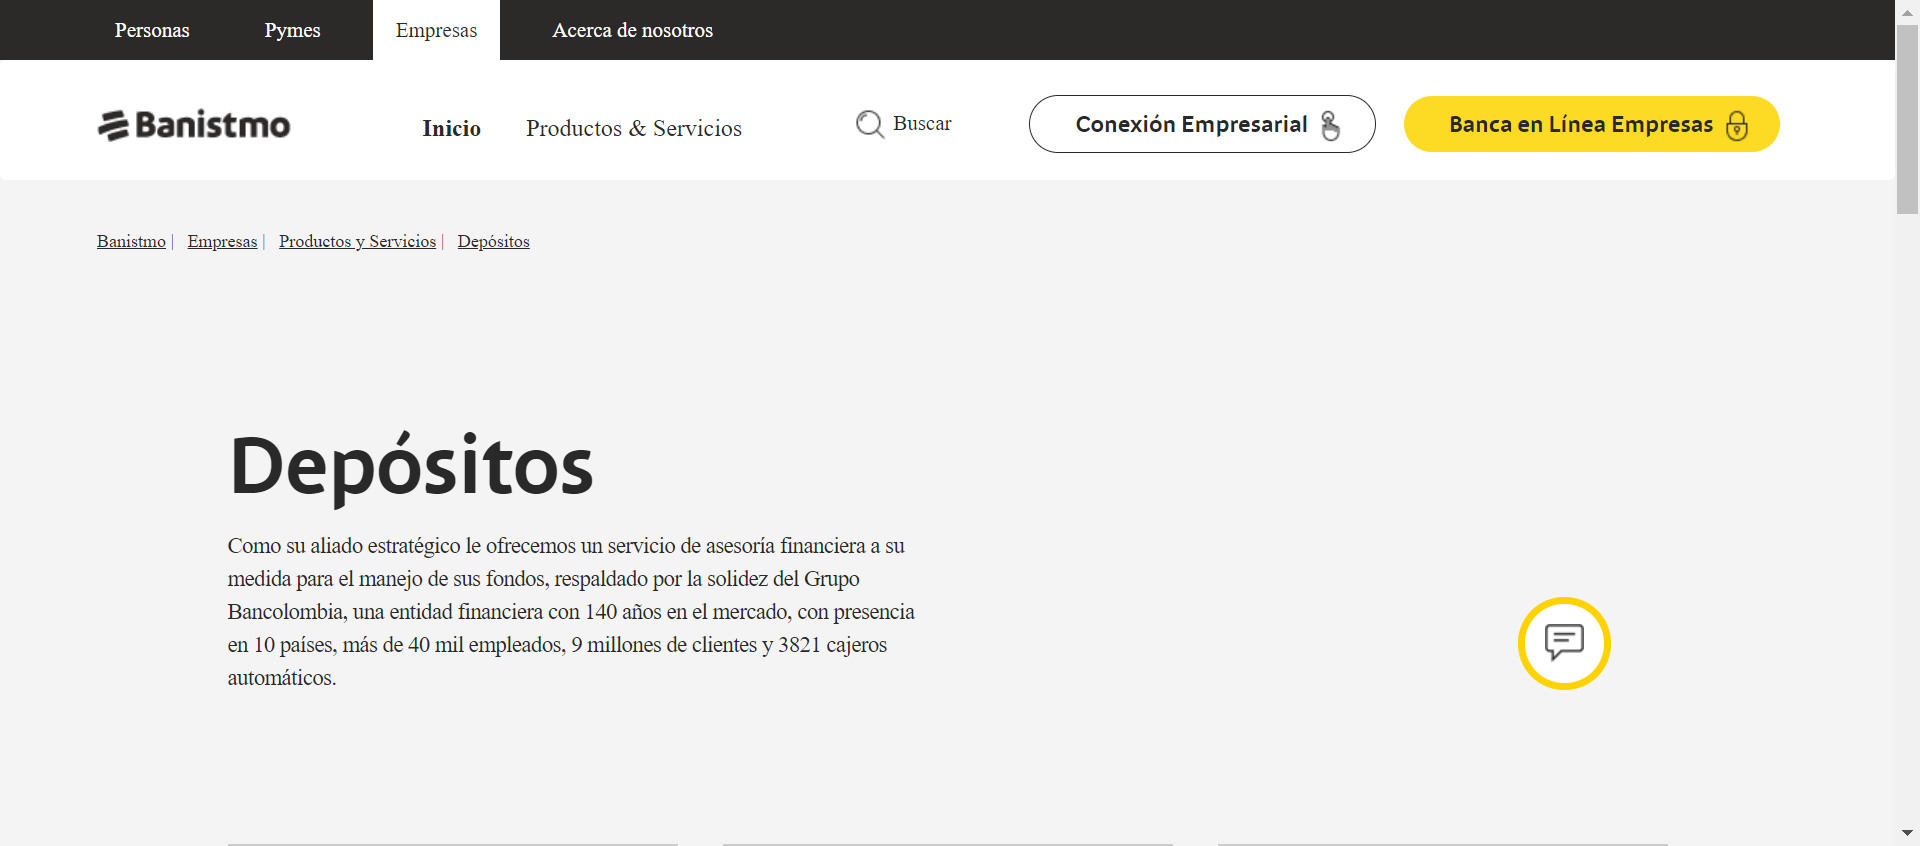 Personas Pymes Empresas Acerca de nosotros
Banistmo Inicio Productos & Servicios Buscar Conexión Empresarial Banca en Línea Empresas
Banistmo | Empresas | Productos y Servicios | Depósitos
Depósitos
Como su aliado estratégico le ofrecemos un servicio de asesoría financiera a su
medida para el manejo de sus fondos, respaldado por la solidez del Grupo
Bancolombia, una entidad financiera con 140 años en el mercado, con presencia
en 10 países, más de 40 mil empleados, 9 millones de clientes y 3821 cajeros
automáticos.